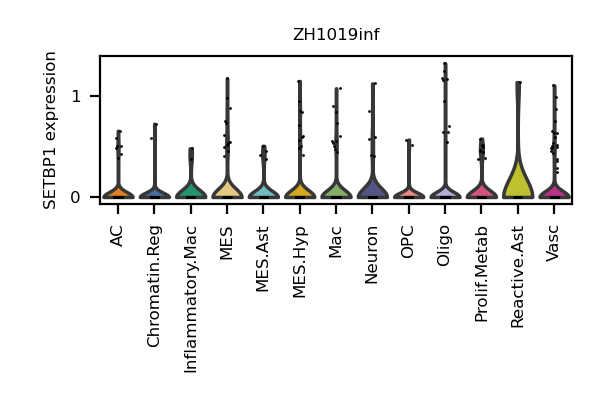 ZH1019inf
SETBP1 expression
1
0
AC
Chromatin.Reg
Inflammatory.Mac
MES
MES.Ast
MES.Hyp
Mac
Neuron
OPC
Oligo
Prolif.Metab
Reactive.Ast
Vasc